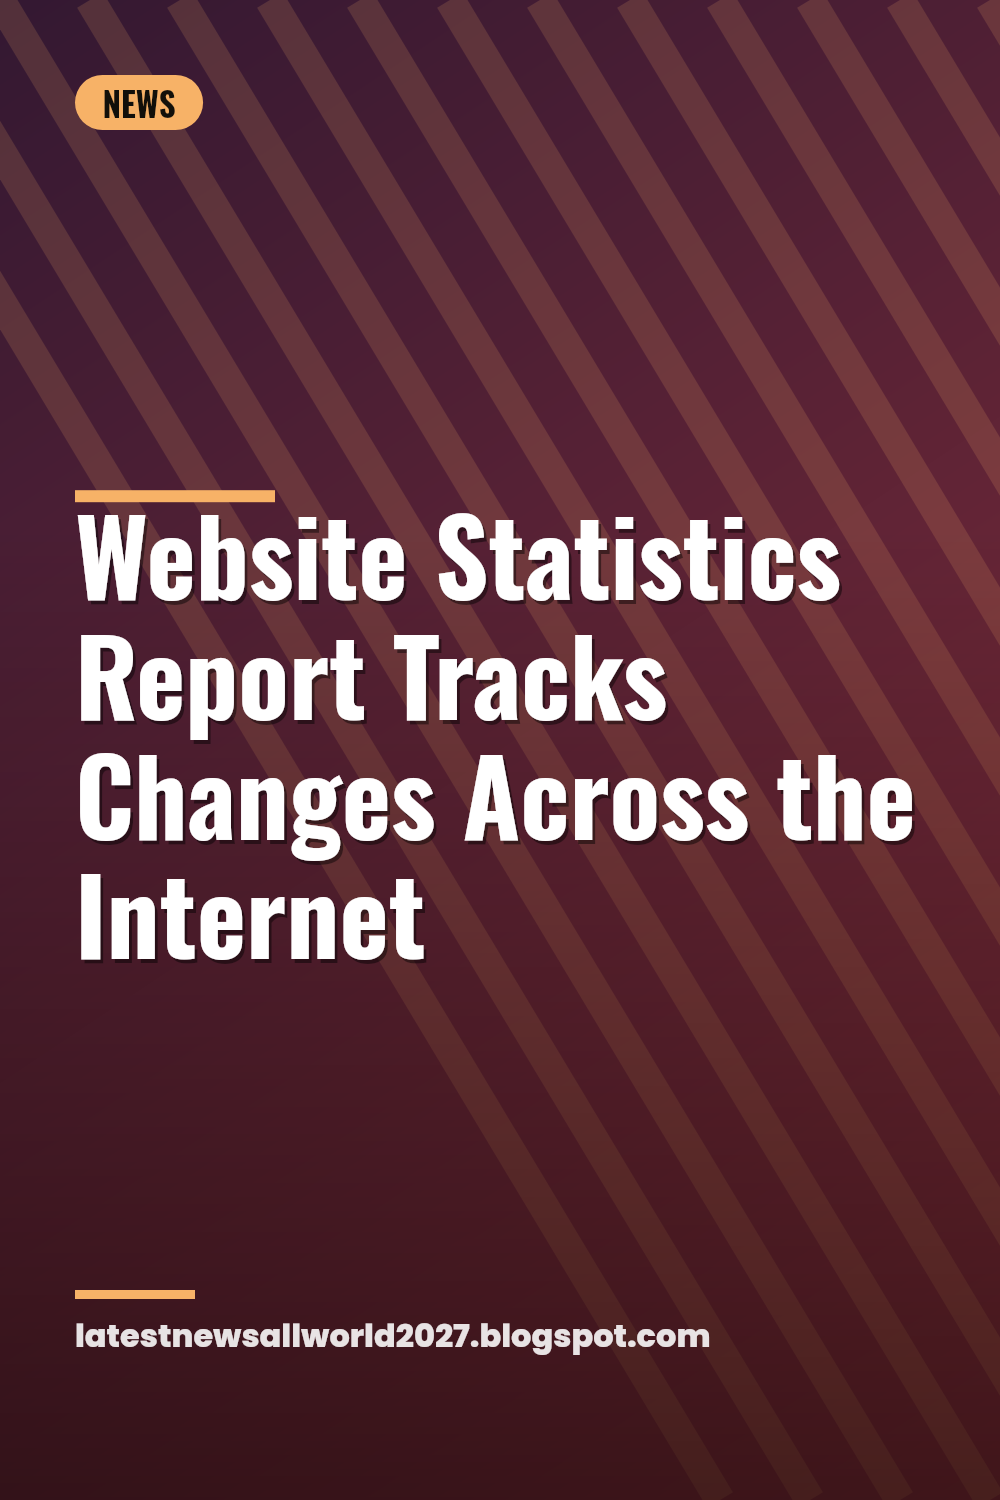 NEWS
Website Statistics
Report Tracks
Changes Across the
Internet
latestnewsallworld2027.blogspot.com